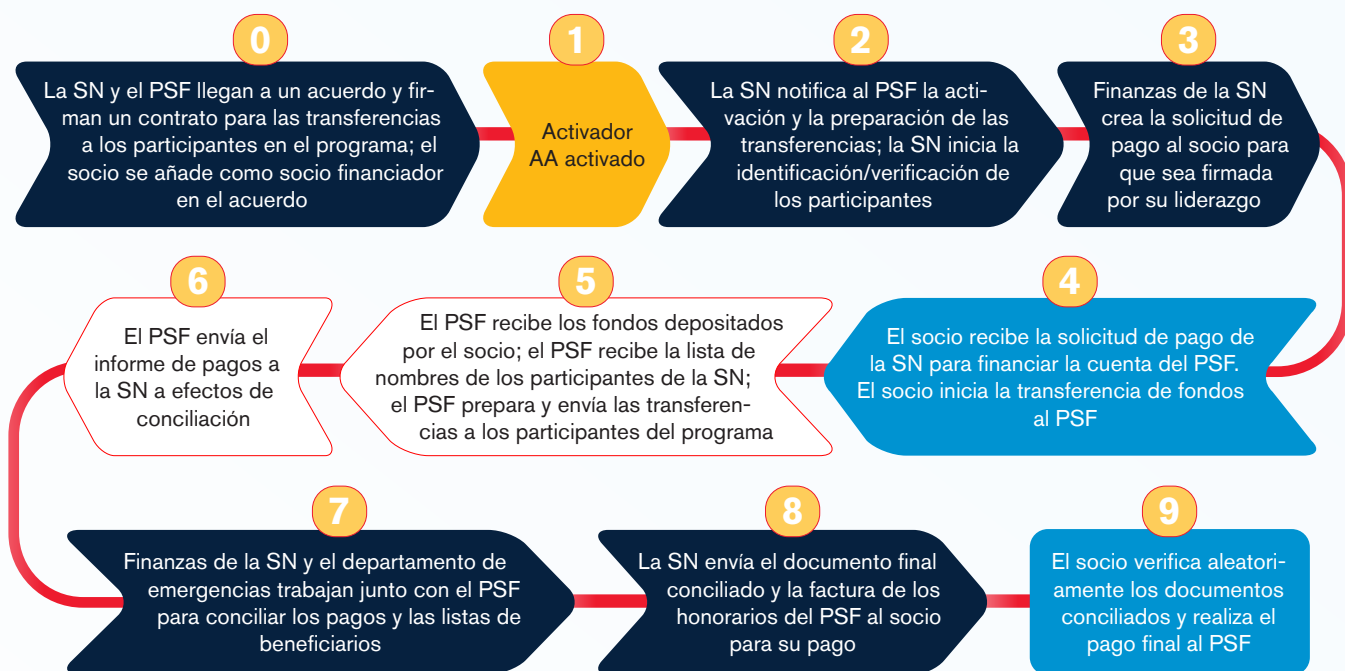 0
La SN y el PSF llegan a un acuerdo y fir-
man un contrato para las transferencias
a los participantes en el programa; el
socio se añade como socio financiador
en el acuerdo
1
Activador
AA activado
2
La SN notifica al PSF la acti-
vación y la preparación de las
transferencias; la SN inicia la
identificación/verificación de
los participantes
3
Finanzas de la SN
crea la solicitud de
pago al socio para
que sea firmada
por su liderazgo
4
El socio recibe la solicitud de pago de
la SN para financiar la cuenta del PSF.
El socio inicia la transferencia de fondos
al PSF
5
El PSF recibe los fondos depositados
por el socio; el PSF recibe la lista de
nombres de los participantes de la SN;
el PSF prepara y envía las transferen-
cias a los participantes del programa
6
El PSF envía el
informe de pagos a
la SN a efectos de
conciliación
7
Finanzas de la SN y el departamento de
emergencias trabajan junto con el PSF
para conciliar los pagos y las listas de
beneficiarios
8
La SN envía el documento final
conciliado y la factura de los
honorarios del PSF al socio
para su pago
9
El socio verifica aleatori-
amente los documentos
conciliados y realiza el
pago final al PSF